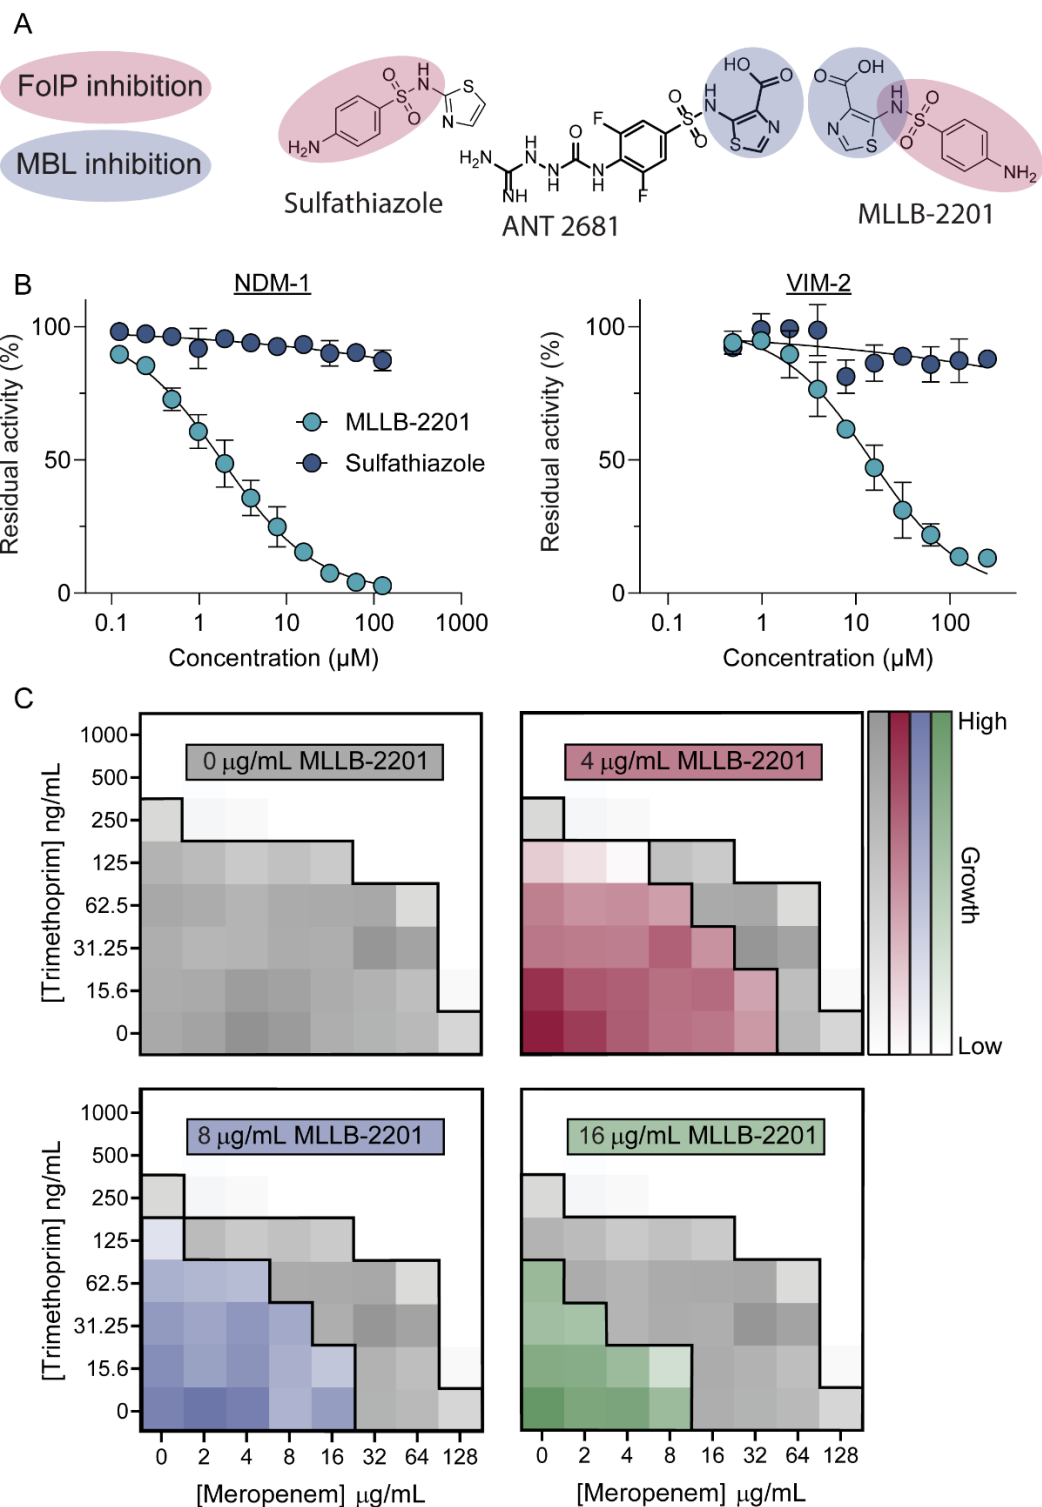 A
FolP inhibition
MBL inhibition
H
N
S
O
O
S
N
H2N
Sulfathiazole
H2N
NH
H
N
N
H
O
N
H
F
F
O
S
O
H
N
HO
O
N
S
ANT 2681
O
OH
N
S
H
N
O
S
O
NH2
MLLB-2201
B
NDM-1
Residual activity (%)
100
50
0
MLLB-2201
Sulfathiazole
0.1 1 10 100 1000
Concentration (µM)
VIM-2
Residual activity (%)
100
50
0
0.1 1 10 100
Concentration (µM)
C
[Trimethoprim] ng/mL
1000
500
250
125
62.5
31.25
15.6
0
0 µg/mL MLLB-2201
4 µg/mL MLLB-2201
High
Growth
Low
[Trimethoprim] ng/mL
1000
500
250
125
62.5
31.25
15.6
0
8 µg/mL MLLB-2201
0 2 4 8 16 32 64 128
[Meropenem] µg/mL
16 µg/mL MLLB-2201
0 2 4 8 16 32 64 128
[Meropenem] µg/mL